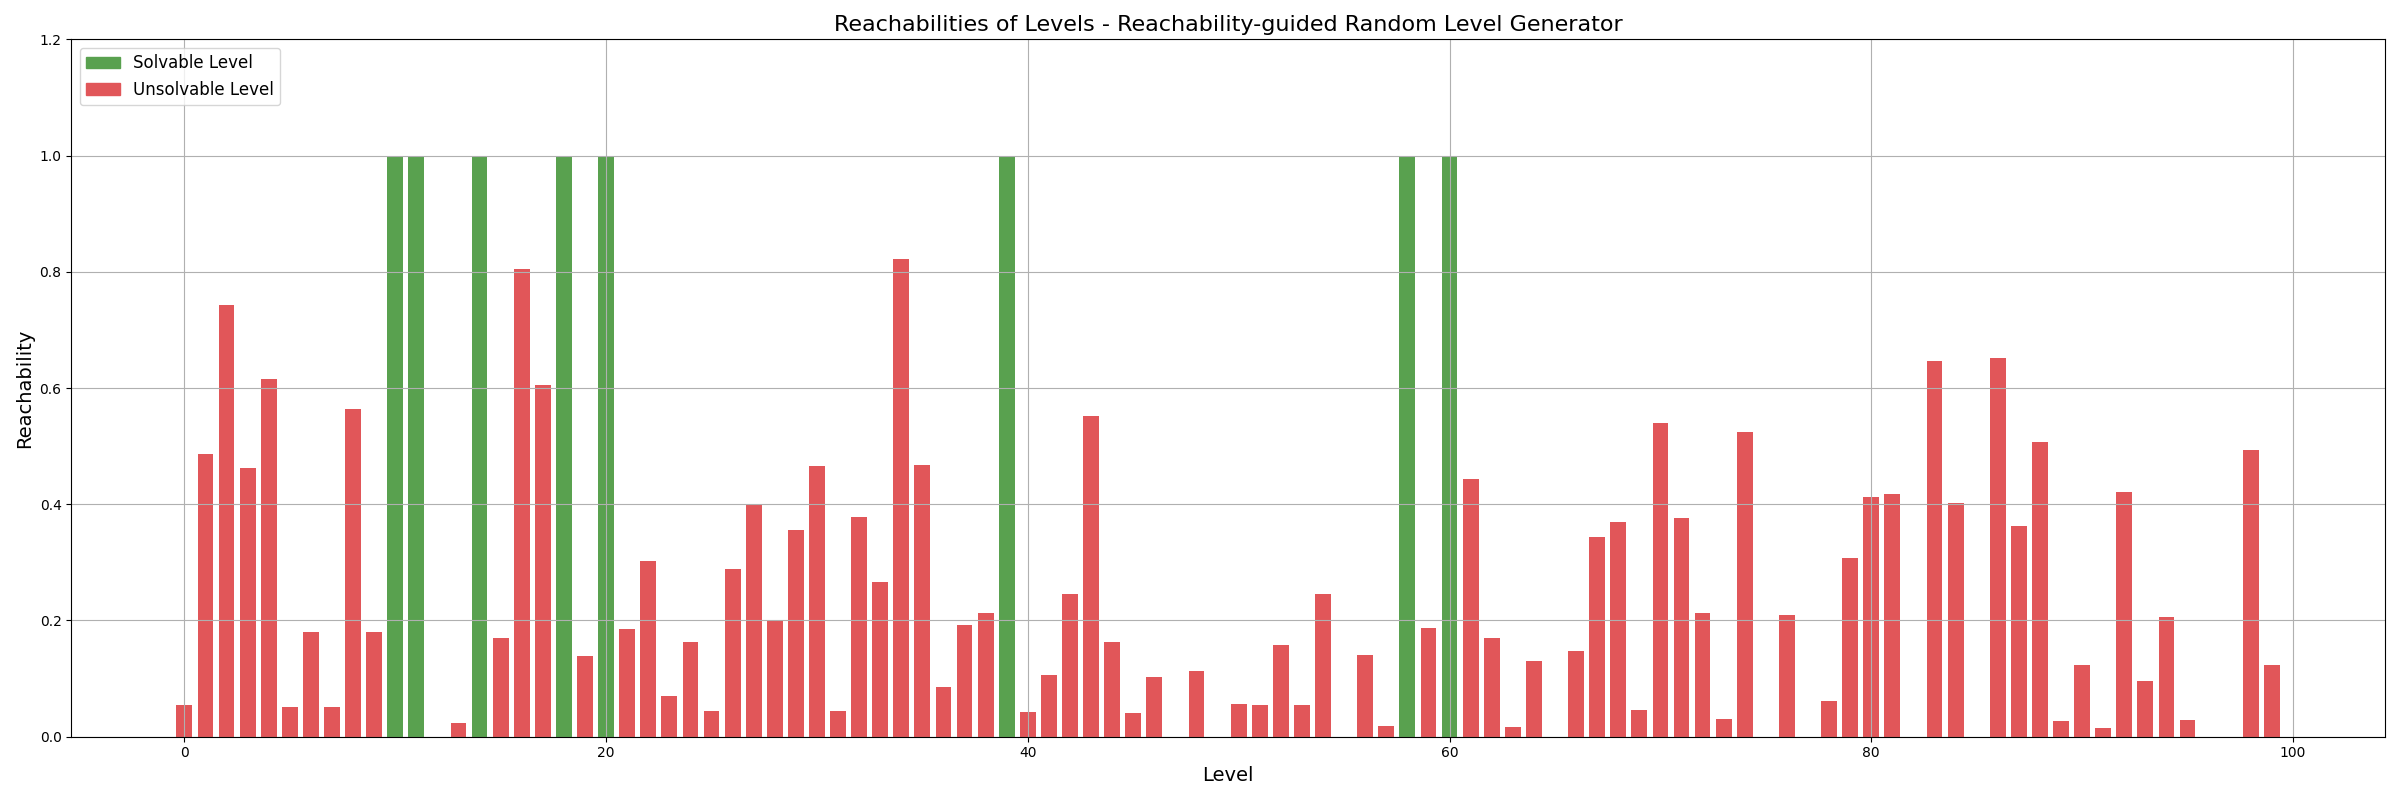 Reachabilities of Levels - Reachability-guided Random Level Generator
1.2
Solvable Level
Unsolvable Level
1.0
0.8
0.6
0.4
0.2
0.0
Reachability
0 20 40 60 80 100
Level